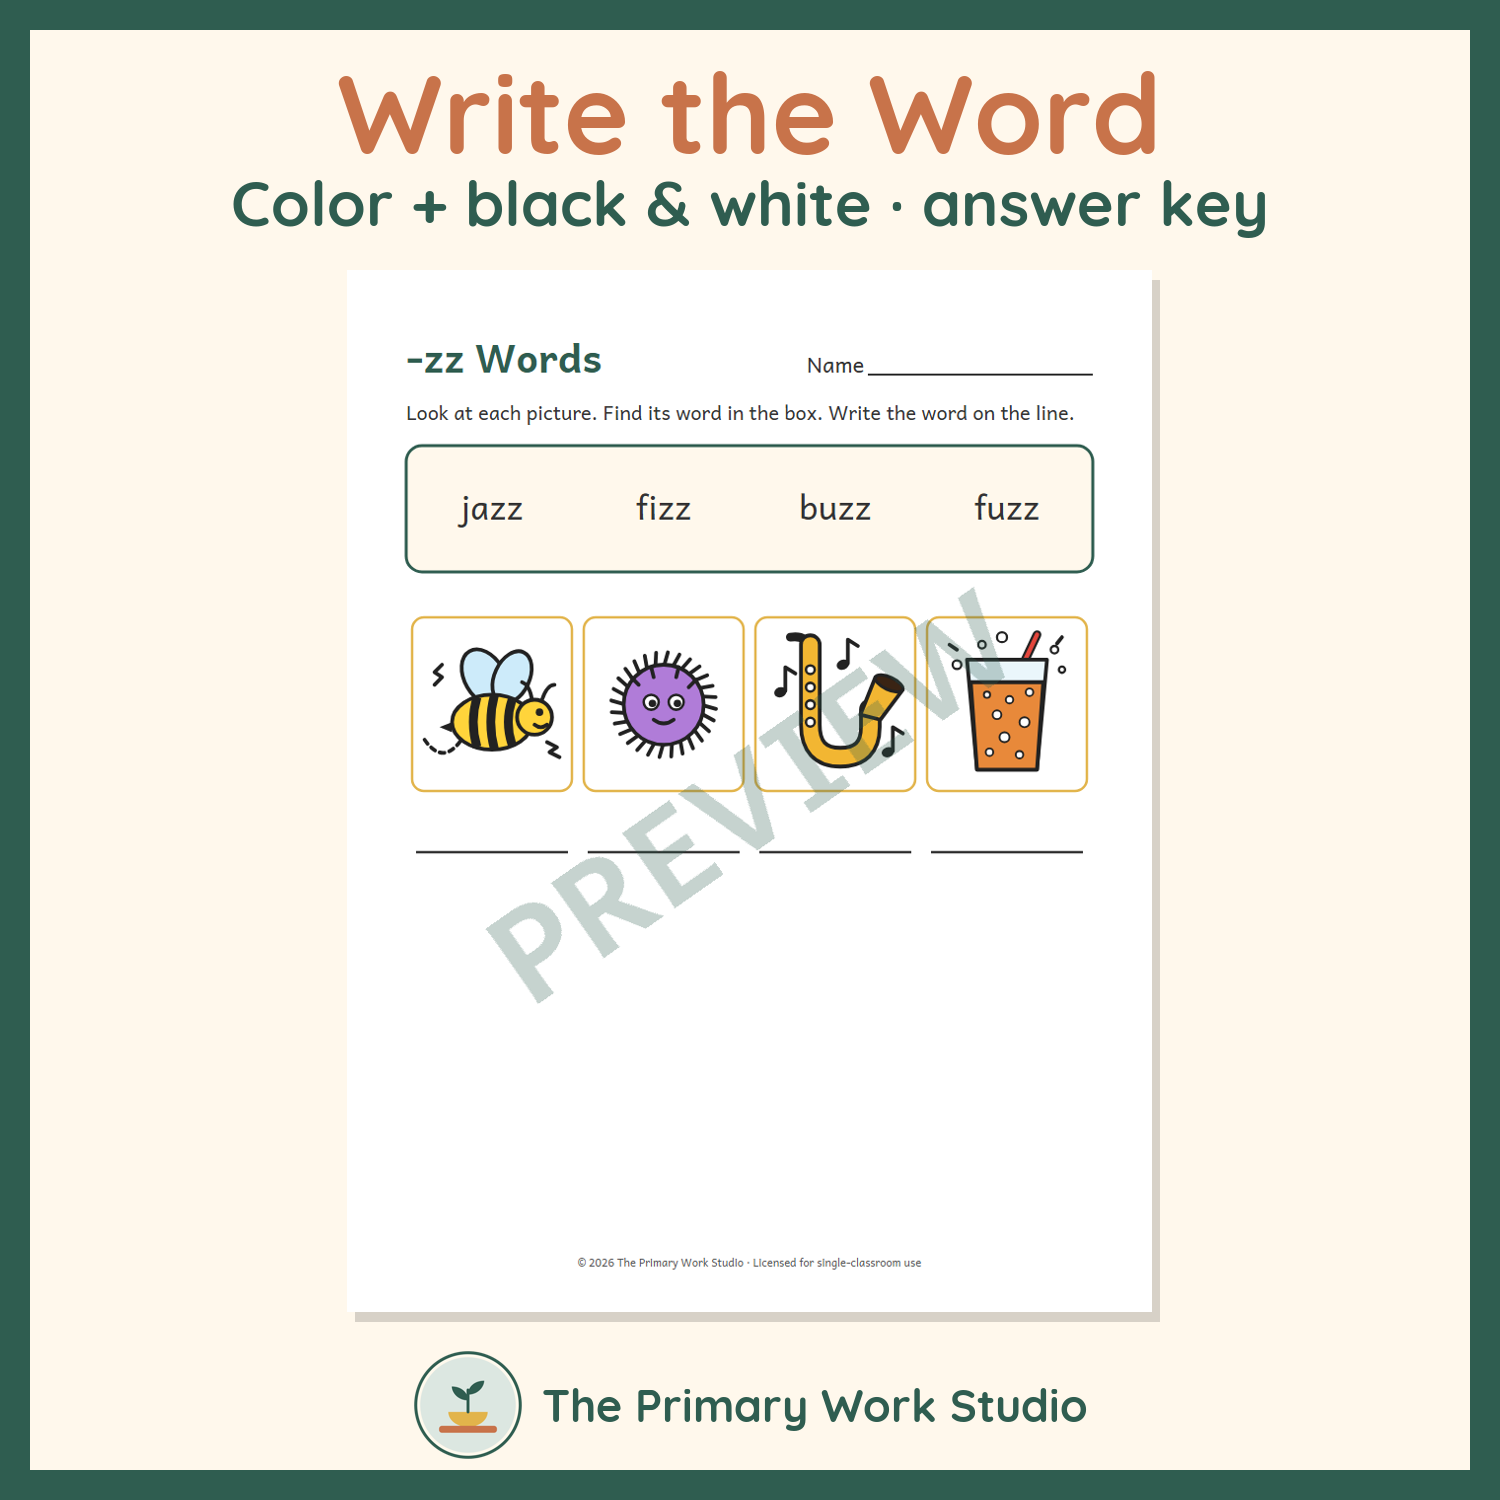 Write the Word
Color + black & white · answer key
-zz Words
Name
Look at each picture. Find its word in the box. Write the word on the line.
jazz fizz buzz fuzz
PREVIEW
© 2026 The Primary Work Studio · Licensed for single-classroom use
The Primary Work Studio